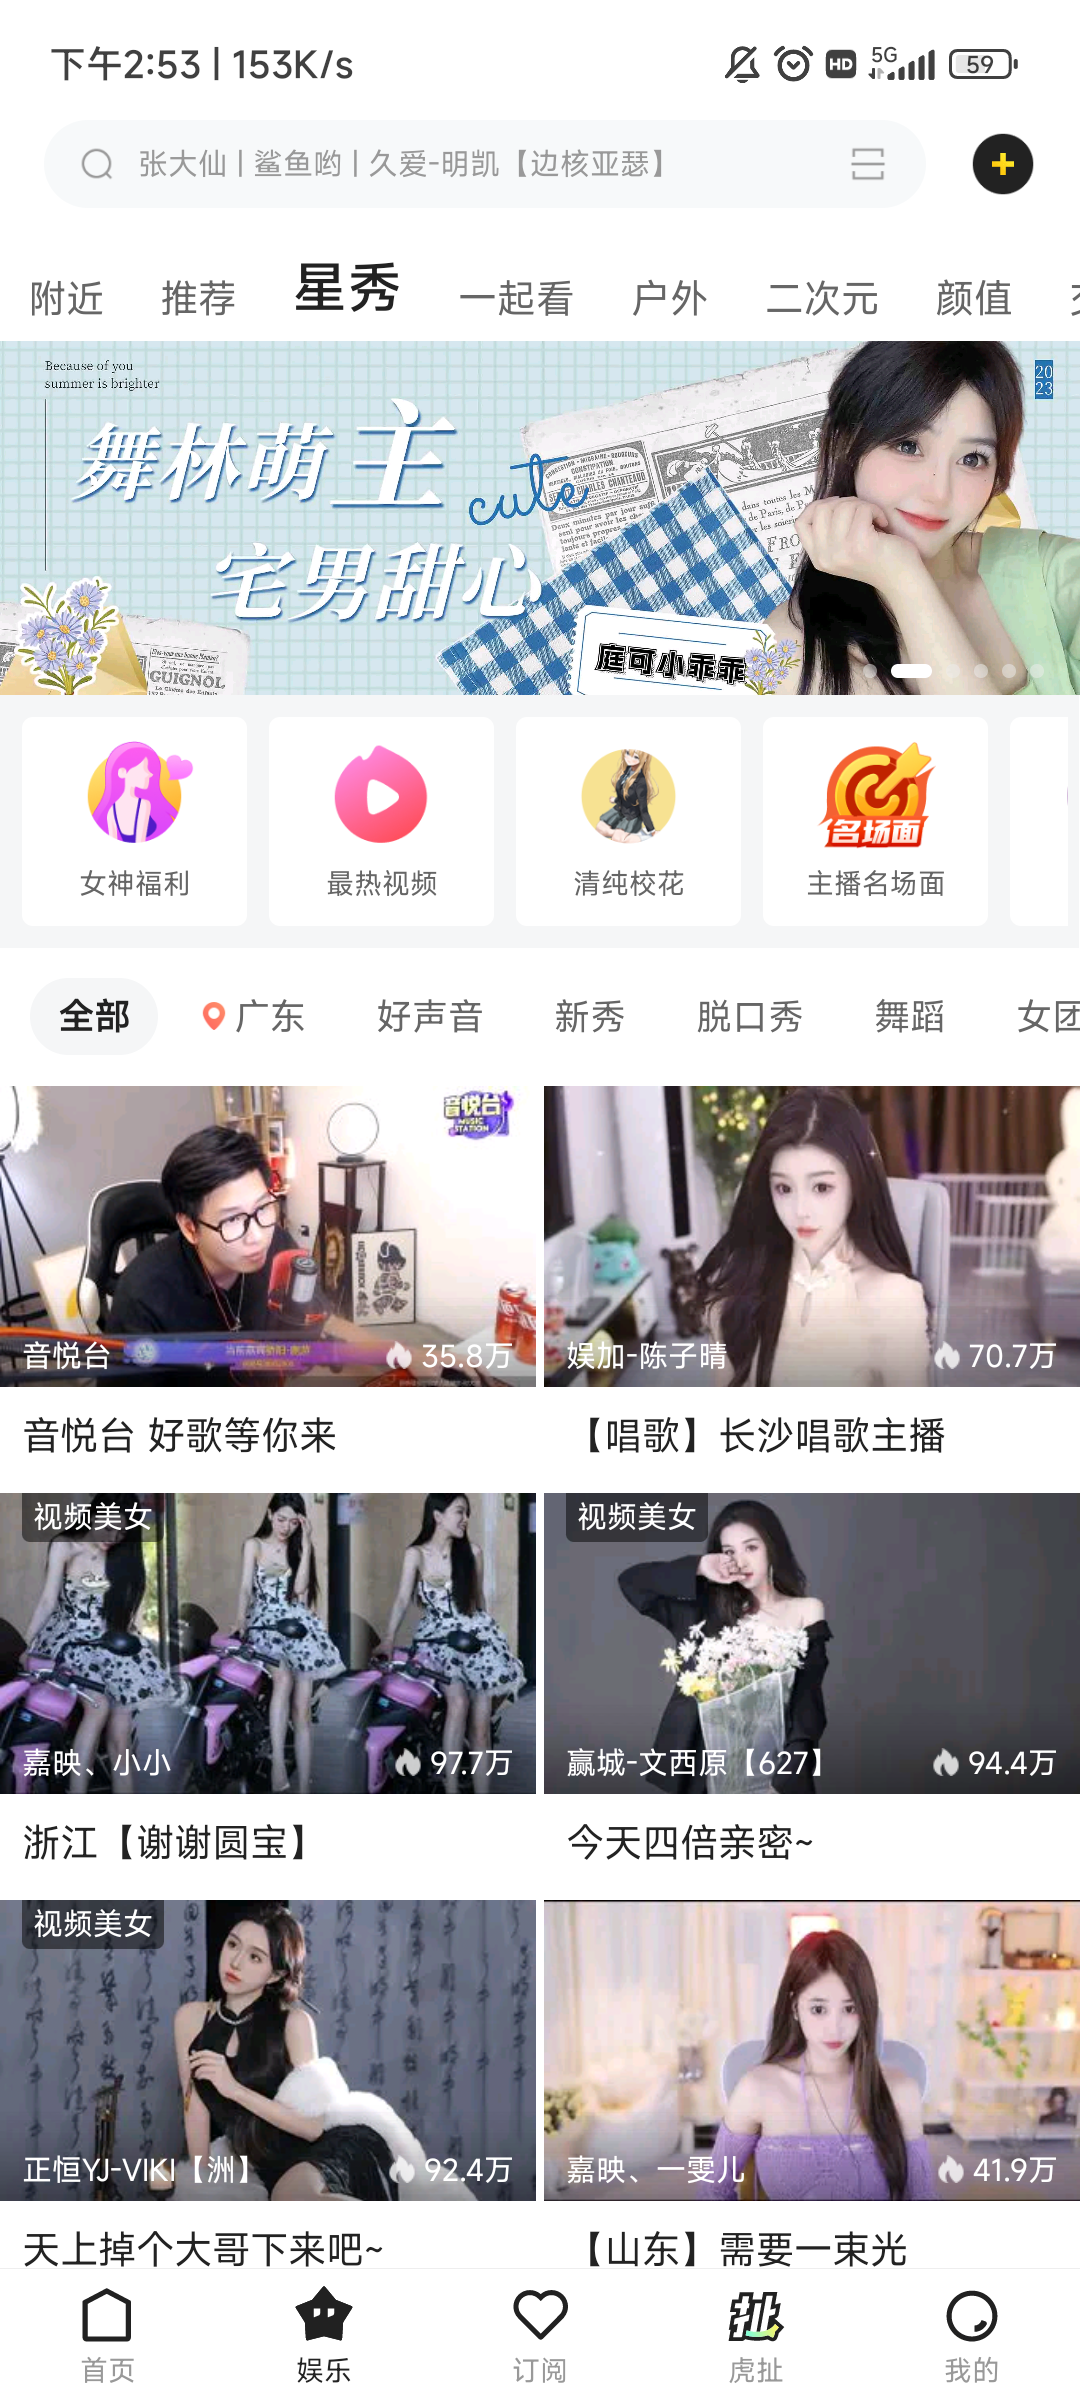 下午2:53 | 153K/s
HD 5G 59
张大仙 | 鲨鱼哟 | 久爱-明凯【边核亚瑟】
附近 推荐 星秀 一起看 户外 二次元 颜值
Because of you
summer is brighter
20
23
舞林萌主
cute
宅男甜心
庭可小乖乖
GUIGNOL
女神福利 最热视频 清纯校花 主播名场面
名场面
全部 广东 好声音 新秀 脱口秀 舞蹈 女团
音悦台
MUSIC
STATION
音悦台 35.8万
娱加-陈子晴 70.7万
音悦台 好歌等你来
【唱歌】长沙唱歌主播
视频美女
视频美女
嘉映、小小 97.7万
赢城-文西原【627】 94.4万
浙江【谢谢圆宝】
今天四倍亲密~
视频美女
正恒YJ-VIKI【洲】 92.4万
嘉映、一雯儿 41.9万
天上掉个大哥下来吧~
【山东】需要一束光
扯
首页 娱乐 订阅 虎扯 我的